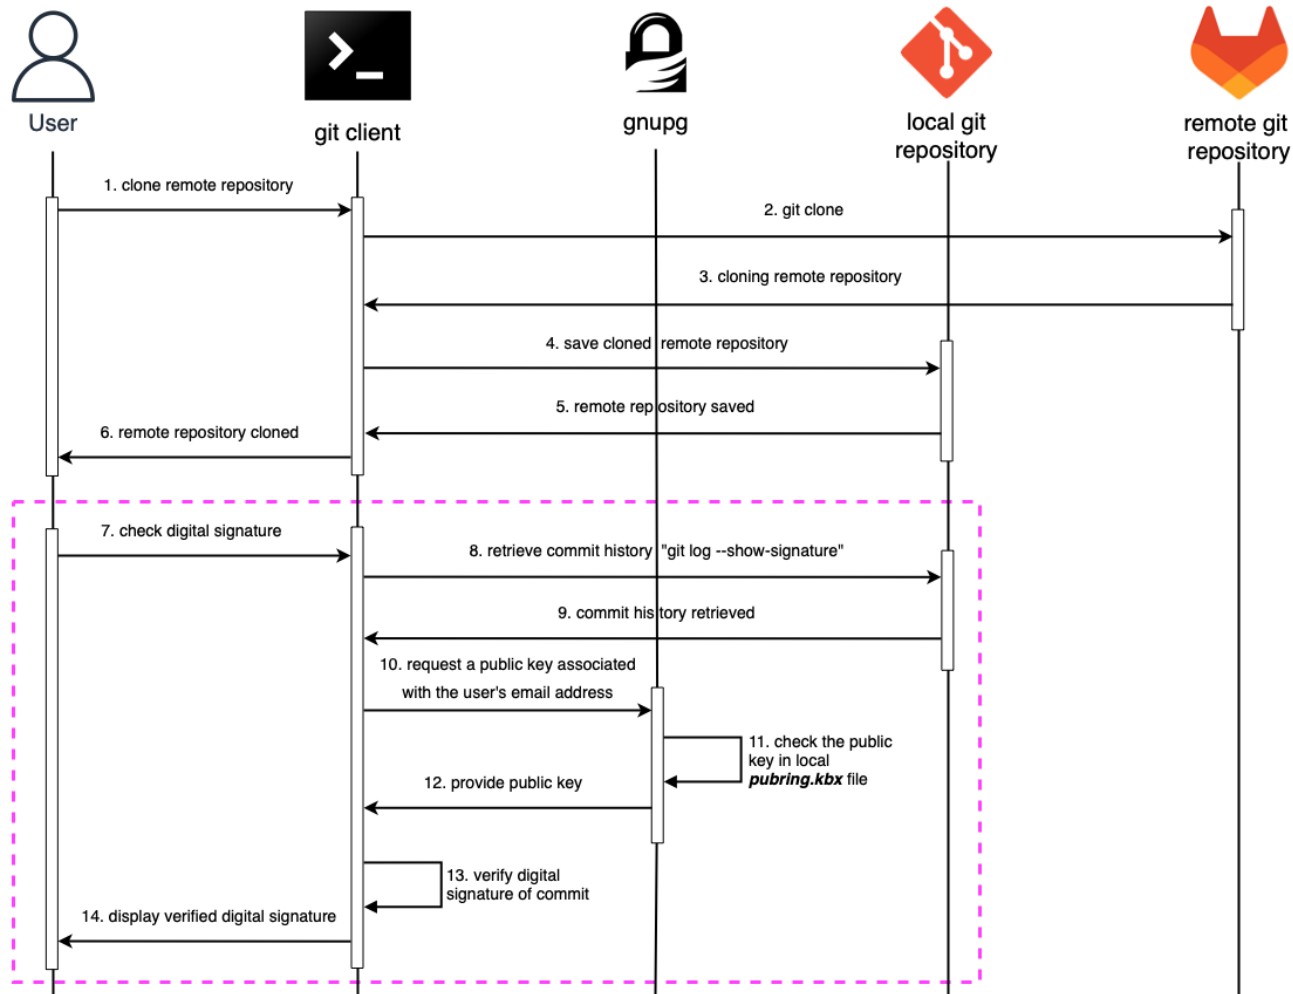 User
git client
gnupg
local git
repository
remote git
repository
1. clone remote repository
2. git clone
3. cloning remote repository
4. save cloned remote repository
5. remote repository saved
6. remote repository cloned
7. check digital signature
8. retrieve commit history "git log --show-signature"
9. commit history retrieved
10. request a public key associated
with the user's email address
11. check the public
key in local
pubring.kbx file
12. provide public key
13. verify digital
signature of commit
14. display verified digital signature